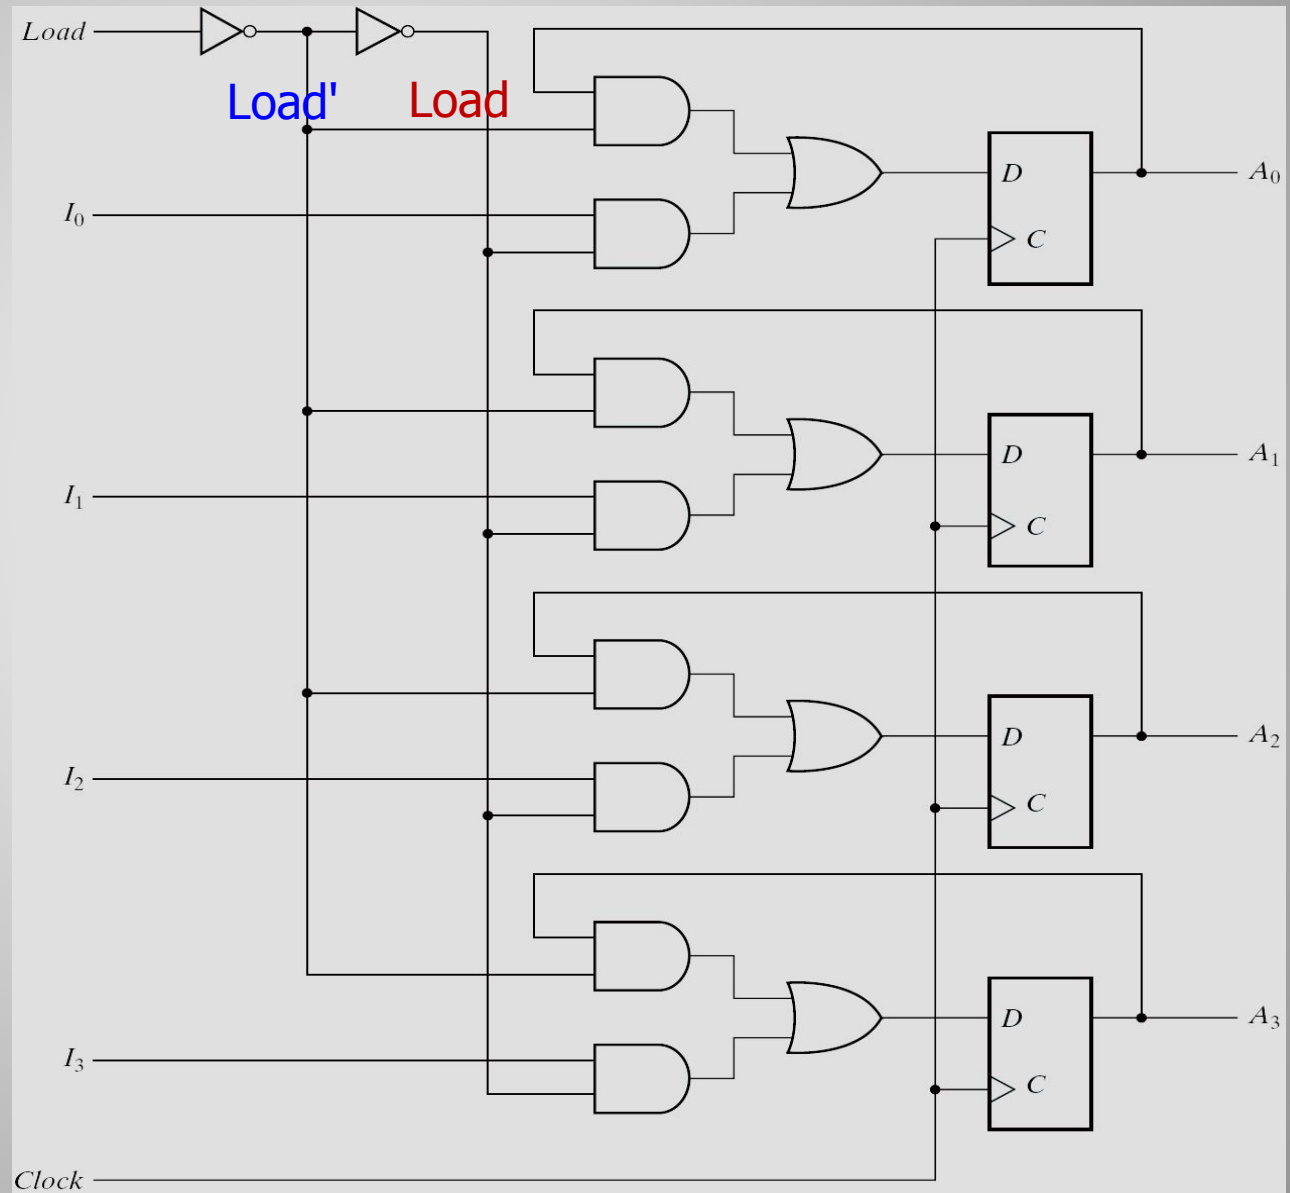 Load
Load' Load
D A₀
I₀
C
D A₁
I₁
C
D A₂
I₂
C
D A₃
I₃
C
Clock